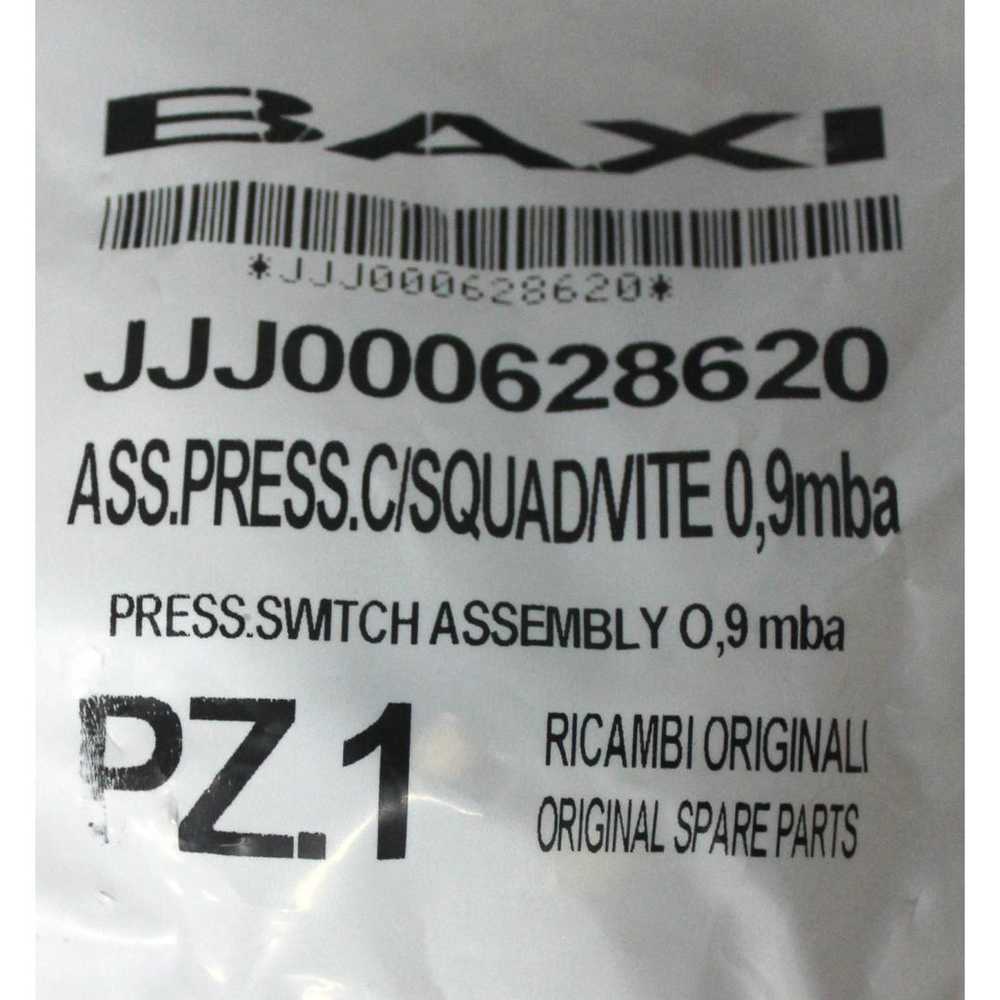 BAXI
*JJJ000628620*
JJJ000628620
ASS.PRESS.C/SQUAD/VITE 0,9mba
PRESS.SWITCH ASSEMBLY O,9 mba
PZ.1
RICAMBI ORIGINALI
ORIGINAL SPARE PARTS